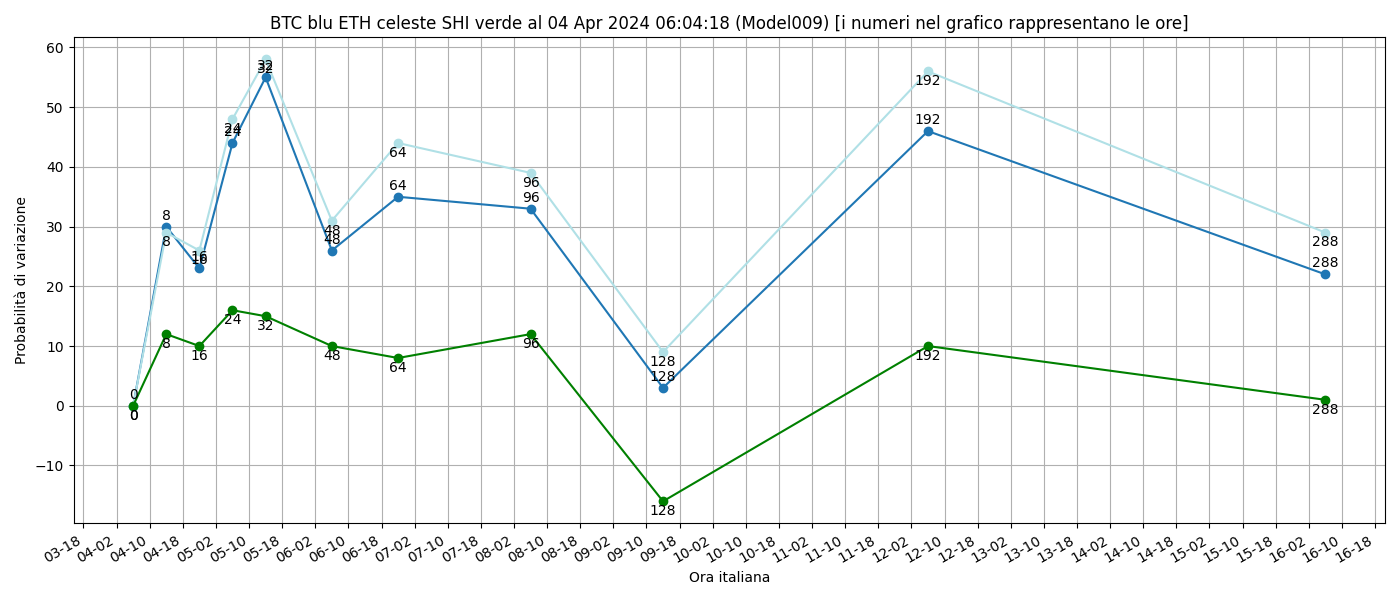 BTC blu ETH celeste SHI verde al 04 Apr 2024 06:04:18 (Model009) [i numeri nel grafico rappresentano le ore]
60
50
40
30
20
10
0
−10
Probabilità di variazione
0 8 16 24 32 48 64 96 128 192 288
0 8 16 24 32 48 64 96 128 192 288
0 8 16 24 32 48 64 96 128 192 288
03-18 04-02 04-10 04-18 05-02 05-10 05-18 06-02 06-10 06-18 07-02 07-10 07-18 08-02 08-10 08-18 09-02 09-10 09-18 10-02 10-10 10-18 11-02 11-10 11-18 12-02 12-10 12-18 13-02 13-10 13-18 14-02 14-10 14-18 15-02 15-10 15-18 16-02 16-10 16-18
Ora italiana